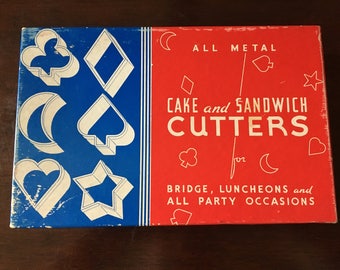 ALL METAL
CAKE and SANDWICH
CUTTERS
for
BRIDGE, LUNCHEONS and
ALL PARTY OCCASIONS